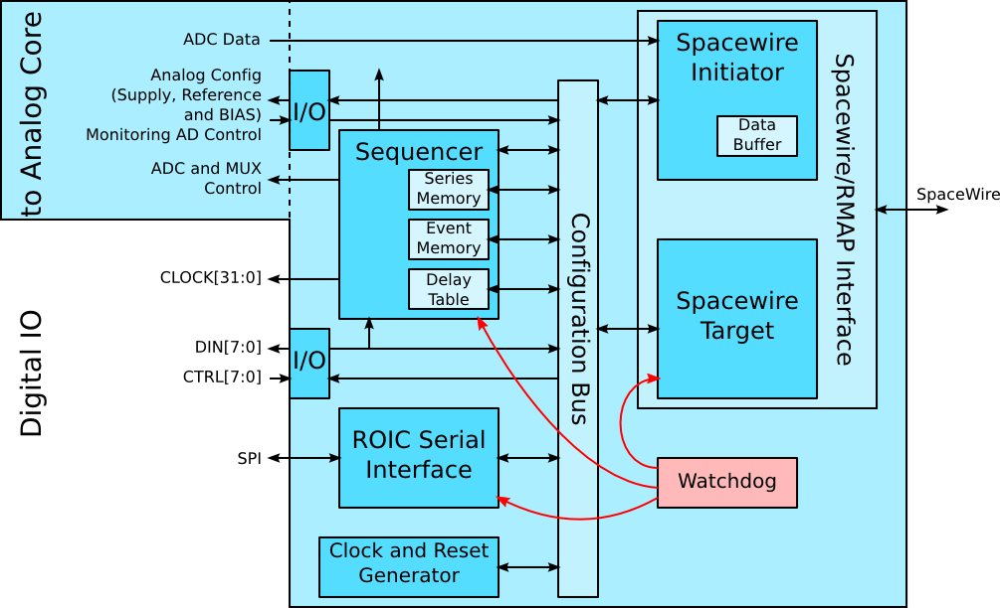 to Analog Core
ADC Data
Analog Config
(Supply, Reference
and BIAS)
Monitoring AD Control
ADC and MUX
Control
I/O
Sequencer
Series
Memory
Event
Memory
Delay
Table
Configuration Bus
Spacewire
Initiator
Data
Buffer
Spacewire/RMAP Interface
SpaceWire
Spacewire
Target
Digital IO
CLOCK[31:0]
DIN[7:0]
CTRL[7:0]
I/O
SPI
ROIC Serial
Interface
Watchdog
Clock and Reset
Generator